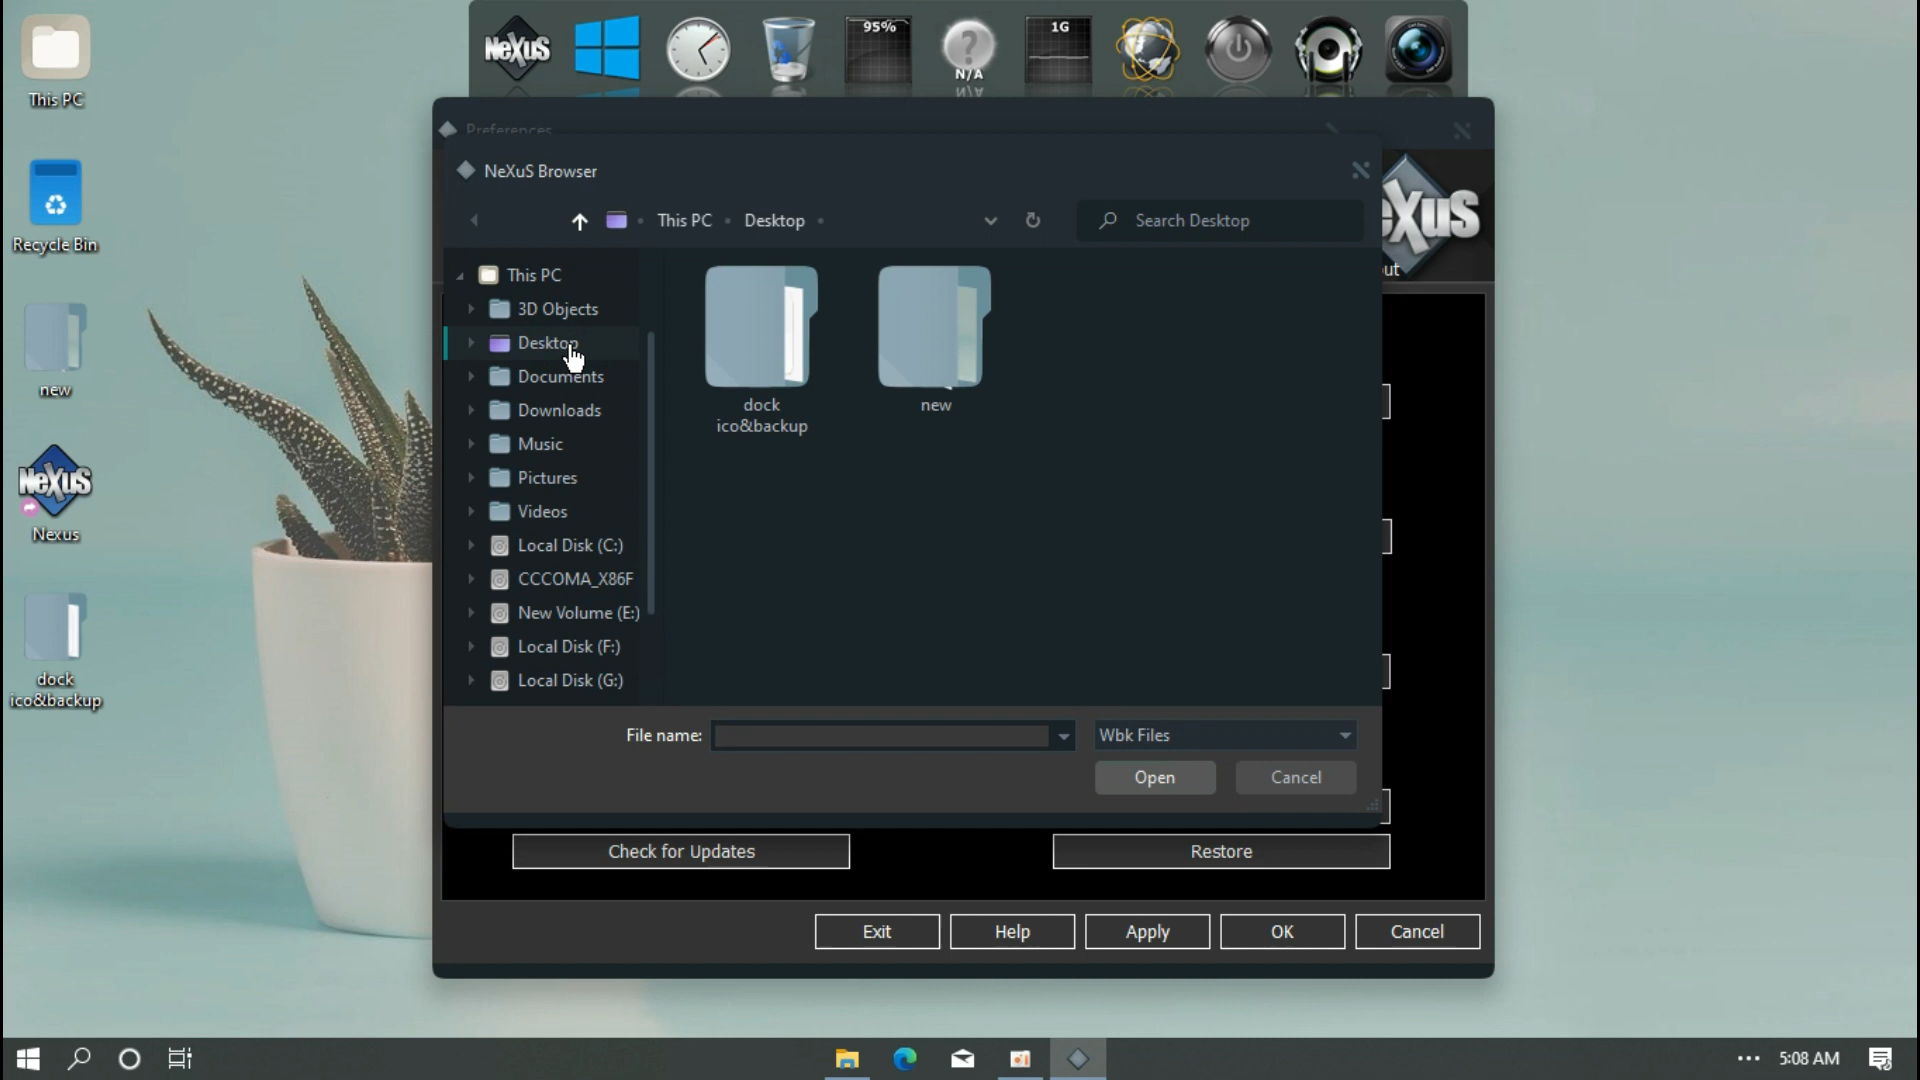 This PC
Recycle Bin
new
NeXuS
Nexus
dock
ico&backup
NeXuS
95%
N/A
1G
Preferences
NeXuS Browser
This PC
Desktop
Search Desktop
eXuS
out
This PC
3D Objects
Desktop
Documents
Downloads
Music
Pictures
Videos
Local Disk (C:)
CCCOMA_X86F
New Volume (E:)
Local Disk (F:)
Local Disk (G:)
dock
ico&backup
new
File name:
Wbk Files
Open
Cancel
Check for Updates
Restore
Exit
Help
Apply
OK
Cancel
5:08 AM